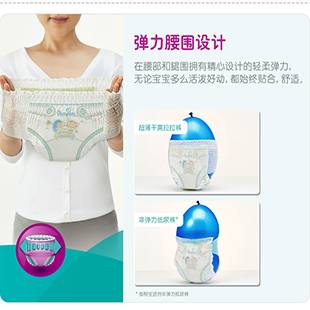 弹力腰围设计
在腰部和腿围拥有精心设计的轻柔弹力,
无论宝宝多么活泼好动, 都始终贴合, 舒适。
超薄干爽拉拉裤
非弹力纸尿裤*
Pampers